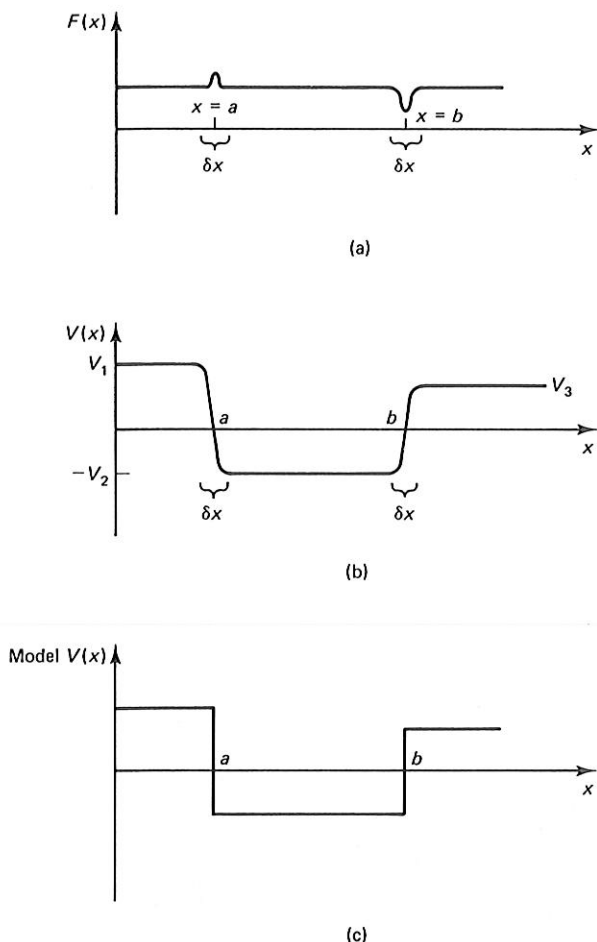 F(x)
x = a
x = b
x
δx
δx
(a)
V(x)
V₁
V₃
a
b
x
−V₂
δx
δx
(b)
Model V(x)
a
b
x
(c)